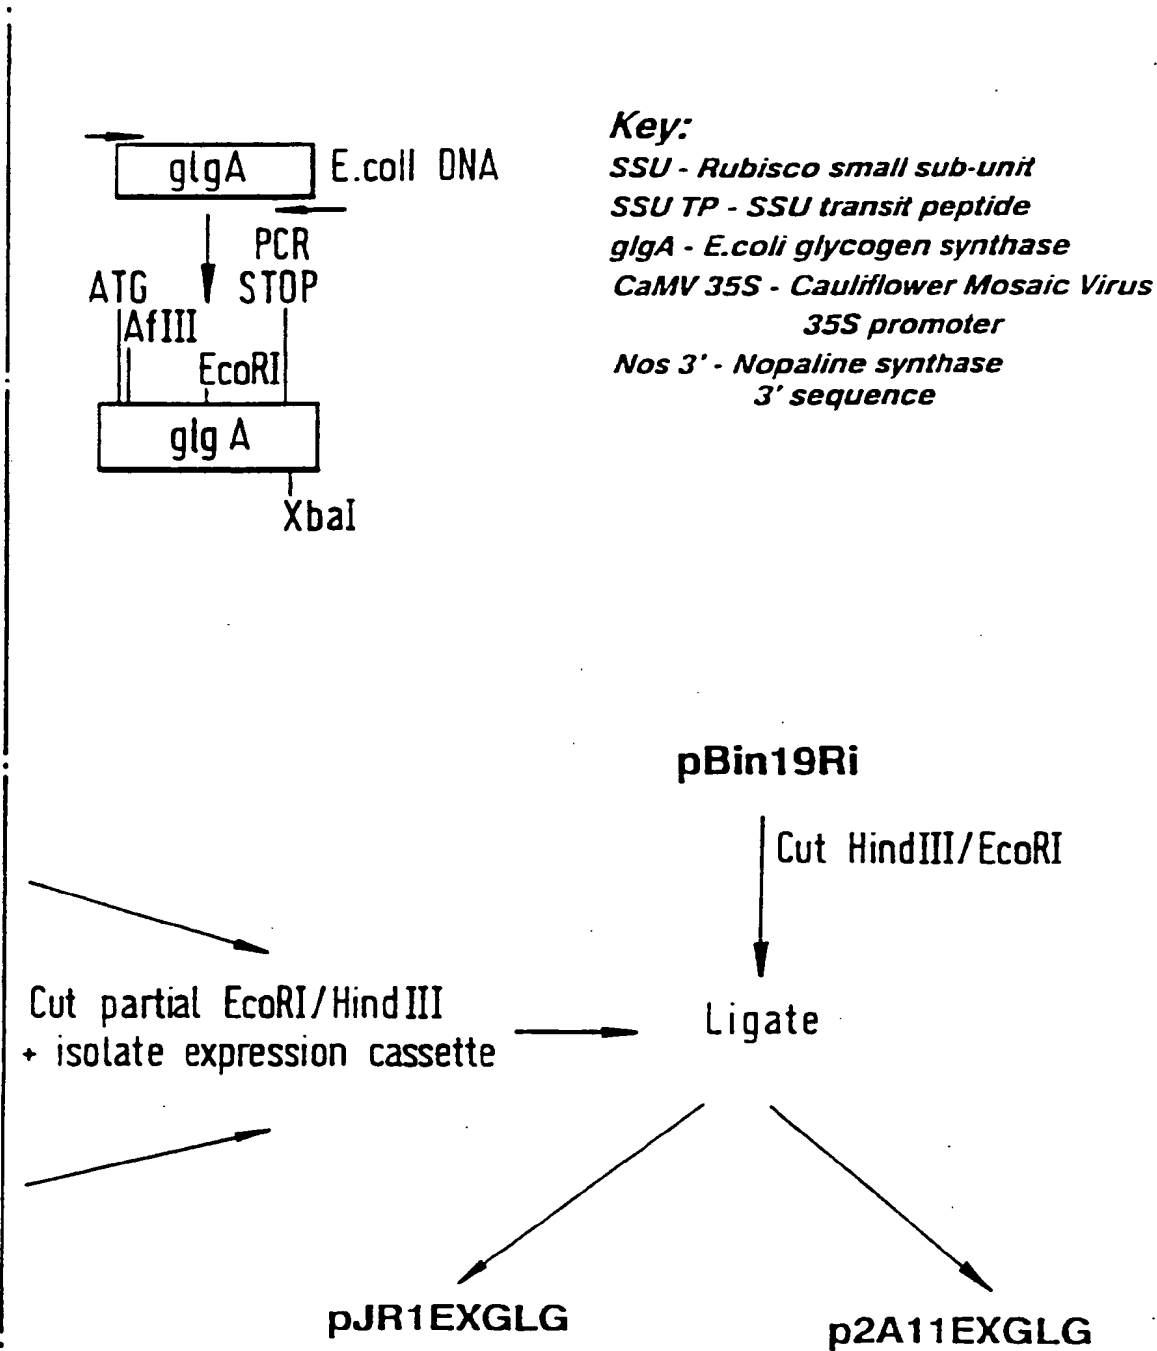 glgA
E.coli DNA
PCR
ATG
STOP
AflIII
EcoRI
glg A
XbaI
Key:
SSU - Rubisco small sub-unit
SSU TP - SSU transit peptide
glgA - E.coli glycogen synthase
CaMV 35S - Cauliflower Mosaic Virus
35S promoter
Nos 3' - Nopaline synthase
3' sequence
pBin19Ri
Cut HindIII/EcoRI
Cut partial EcoRI/HindIII
+ isolate expression cassette
Ligate
pJR1EXGLG
p2A11EXGLG